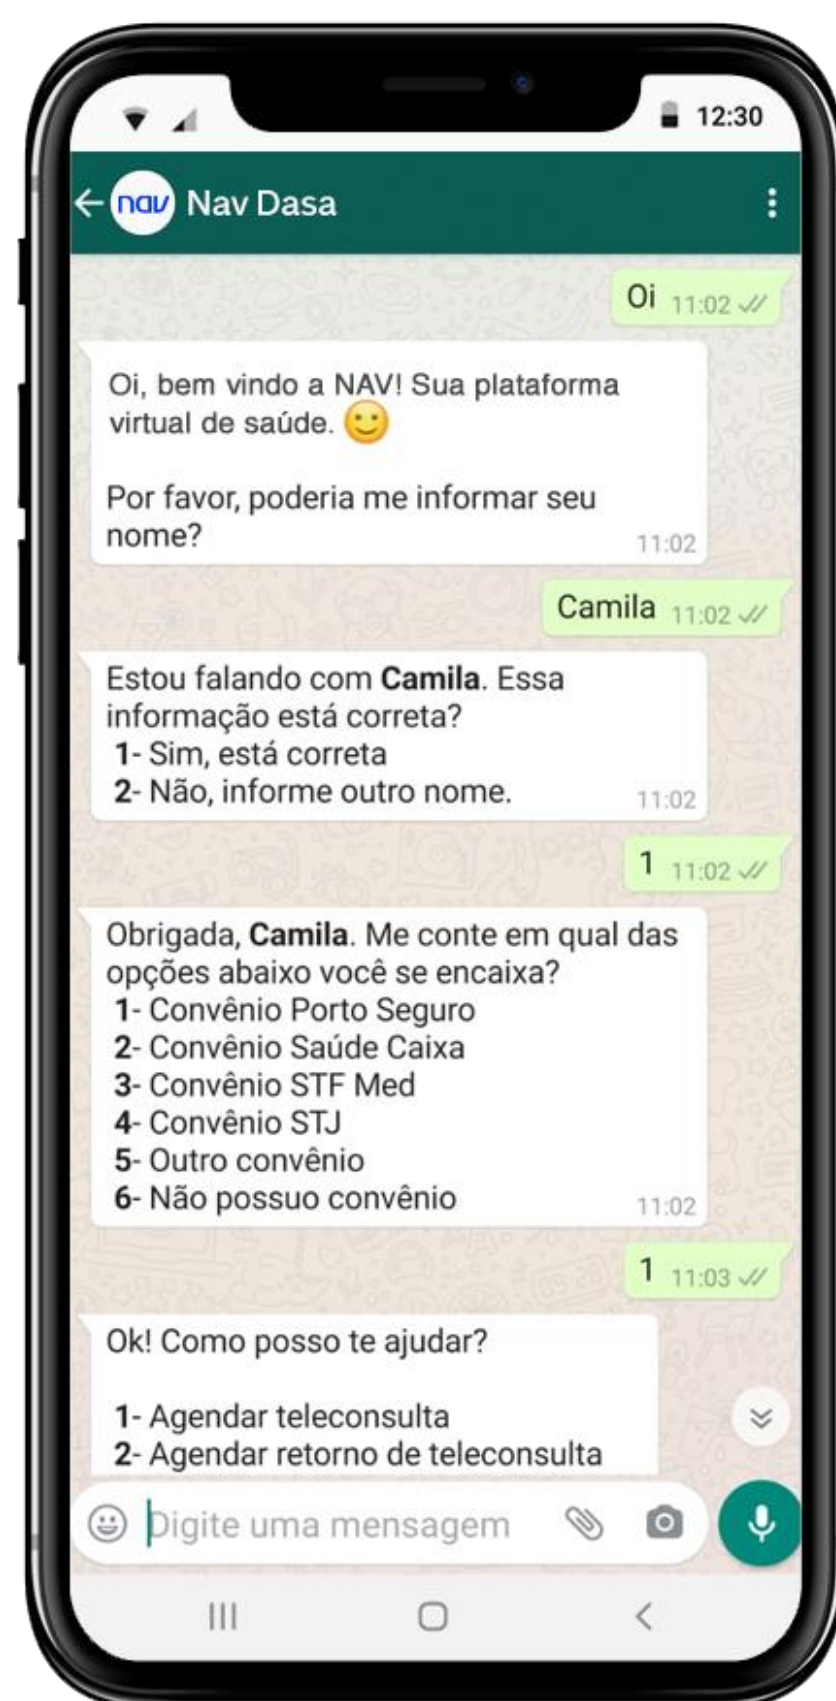 12:30
nav Nav Dasa
Oi 11:02
Oi, bem vindo a NAV! Sua plataforma
virtual de saúde.
Por favor, poderia me informar seu
nome?
11:02
Camila 11:02
Estou falando com Camila. Essa
informação está correta?
1- Sim, está correta
2- Não, informe outro nome.
11:02
1 11:02
Obrigada, Camila. Me conte em qual das
opções abaixo você se encaixa?
1- Convênio Porto Seguro
2- Convênio Saúde Caixa
3- Convênio STF Med
4- Convênio STJ
5- Outro convênio
6- Não possuo convênio
11:02
1 11:03
Ok! Como posso te ajudar?
1- Agendar teleconsulta
2- Agendar retorno de teleconsulta
Digite uma mensagem